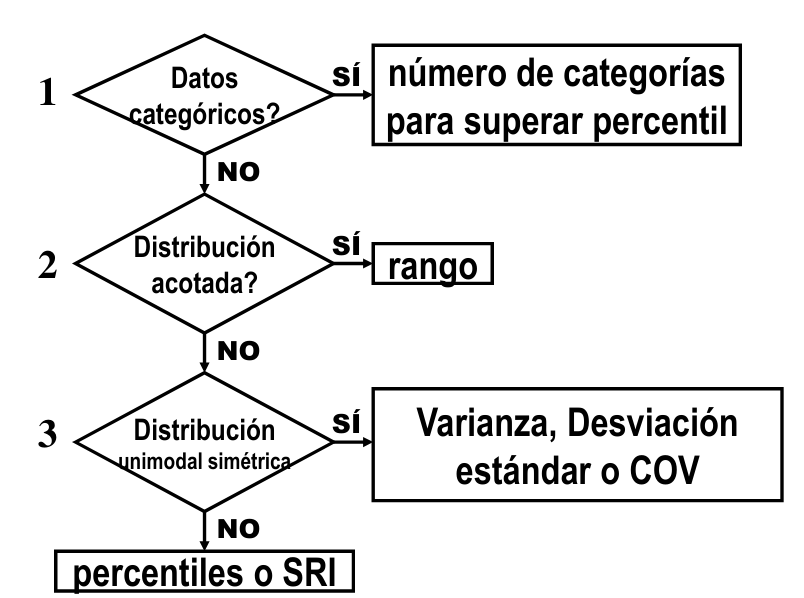 1
Datos
categóricos?
SÍ
número de categorías
para superar percentil
NO
2
Distribución
acotada?
SÍ
rango
NO
3
Distribución
unimodal simétrica
SÍ
Varianza, Desviación
estándar o COV
NO
percentiles o SRI